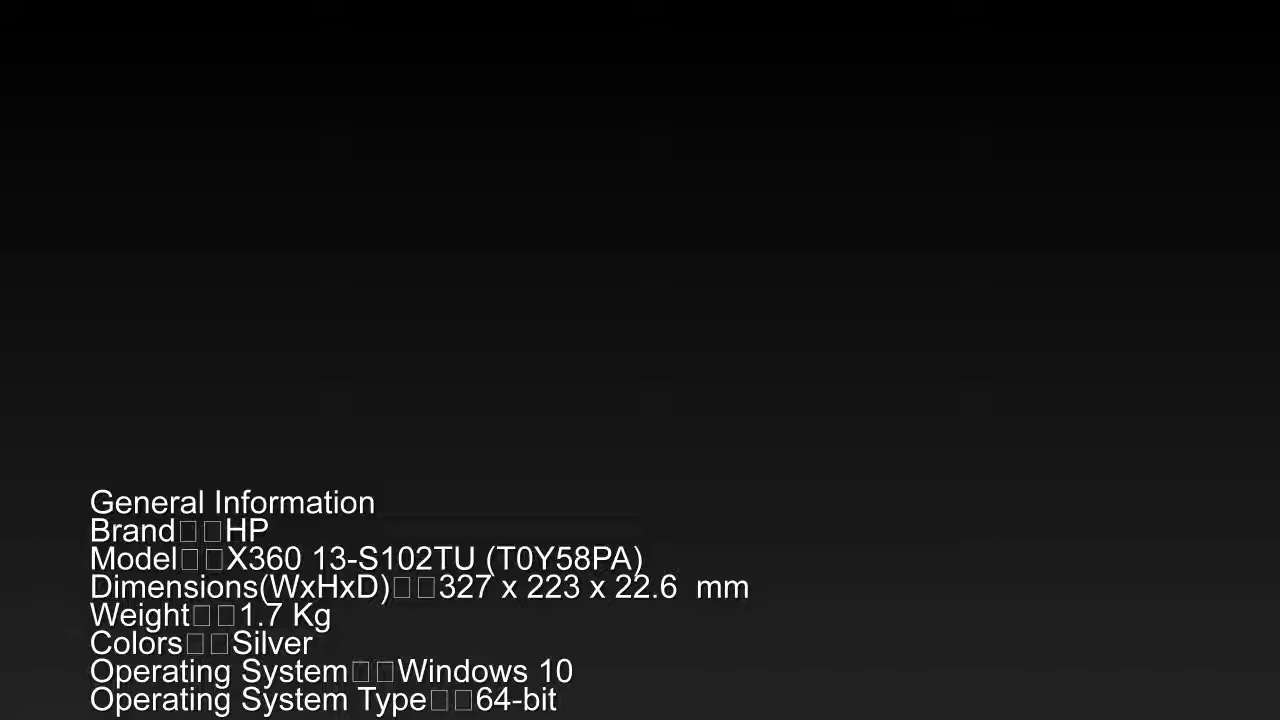 General Information
Brand□□HP
Model□□X360 13-S102TU (T0Y58PA)
Dimensions(WxHxD)□□327 x 223 x 22.6  mm
Weight□□1.7 Kg
Colors□□Silver
Operating System□□Windows 10
Operating System Type□□64-bit